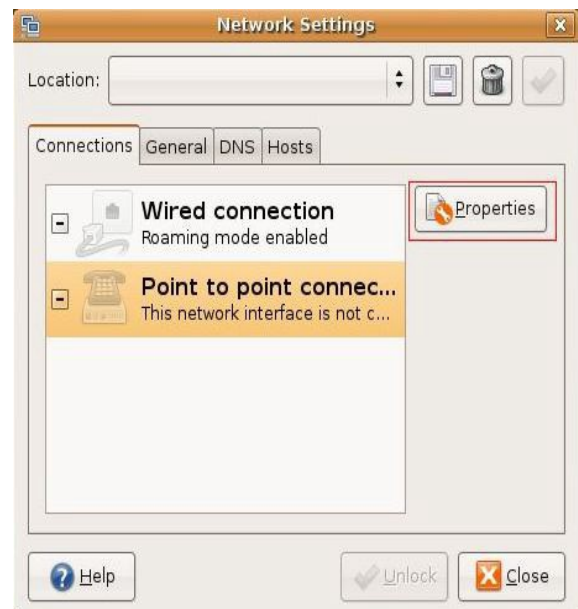 Network Settings
Location:
Connections General DNS Hosts
Wired connection
Roaming mode enabled
Properties
Point to point connec...
This network interface is not c...
Help
Unlock
Close